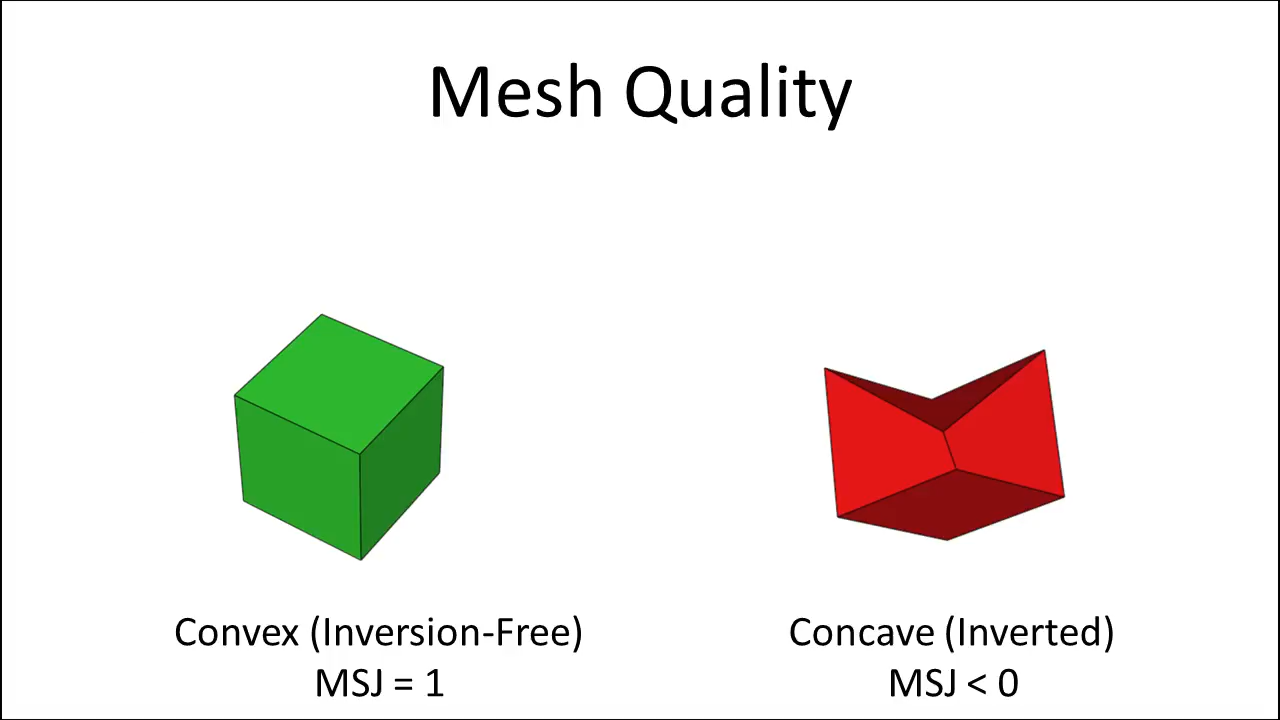 Mesh Quality
Convex (Inversion-Free)
MSJ = 1
Concave (Inverted)
MSJ < 0